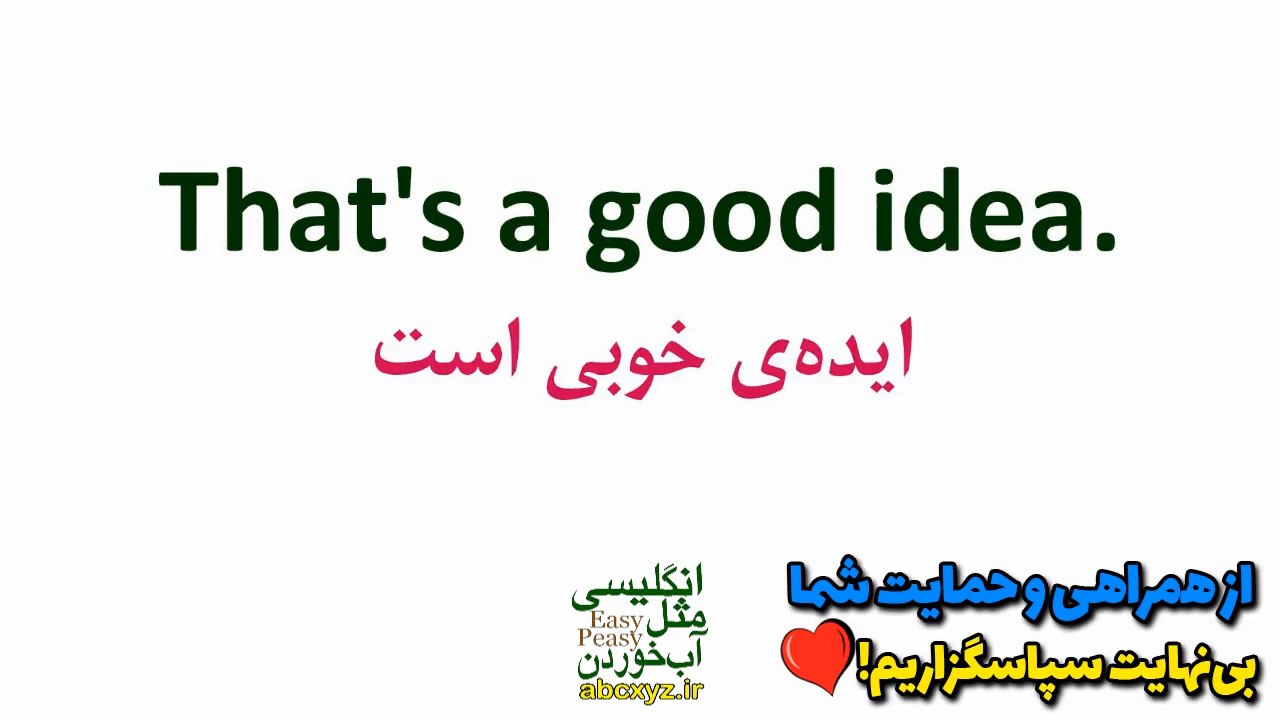 That's a good idea.
ایده‌ی خوبی است
انگلیسی
مثل
Easy
Peasy
آب‌خوردن
abcxyz.ir
از همراهی و حمایت شما
بی‌نهایت سپاسگزاریم!